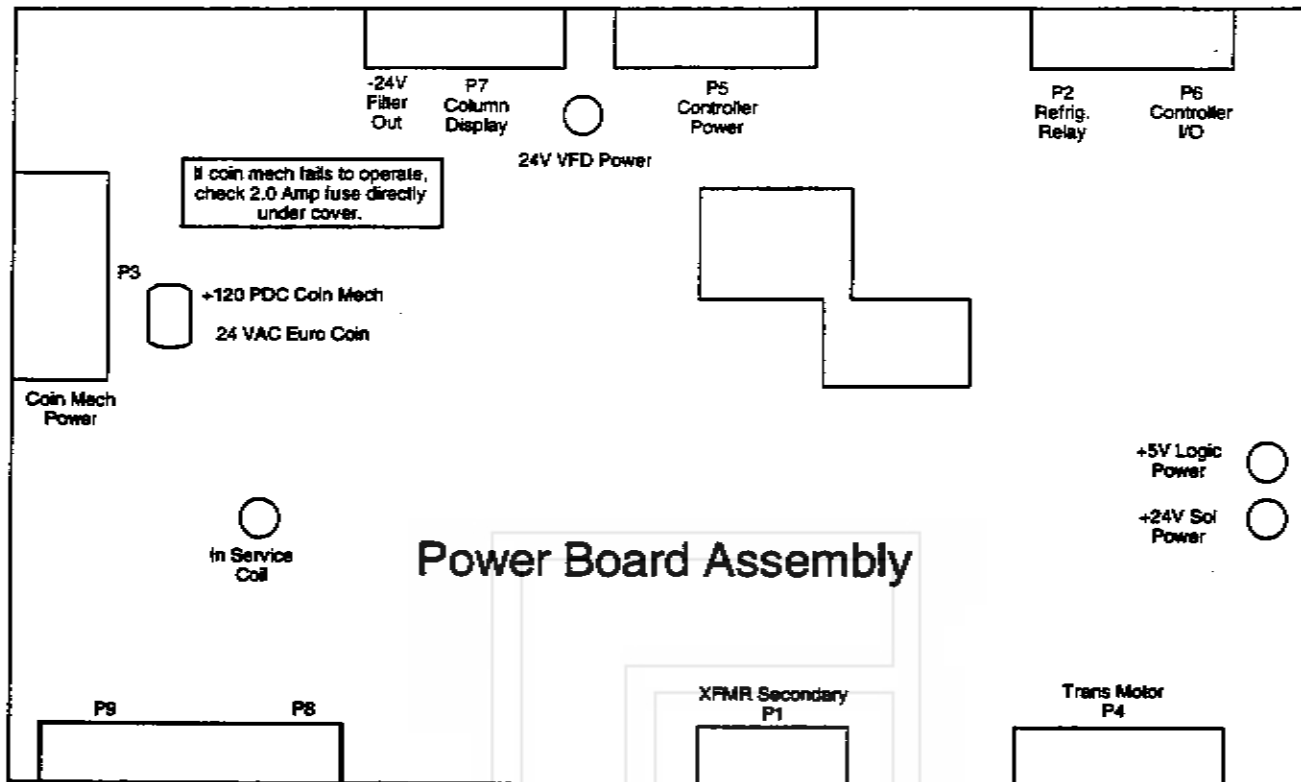 -24V
Filter
Out
P7
Column
Display
24V VFD Power
P5
Controller
Power
P2
Refrig.
Relay
P6
Controller
I/O
If coin mech fails to operate,
check 2.0 Amp fuse directly
under cover.
P3
+120 PDC Coin Mech
24 VAC Euro Coin
Coin Mech
Power
+5V Logic
Power
+24V Sol
Power
In Service
Coil
Power Board Assembly
P9
P8
XFMR Secondary
P1
Trans Motor
P4